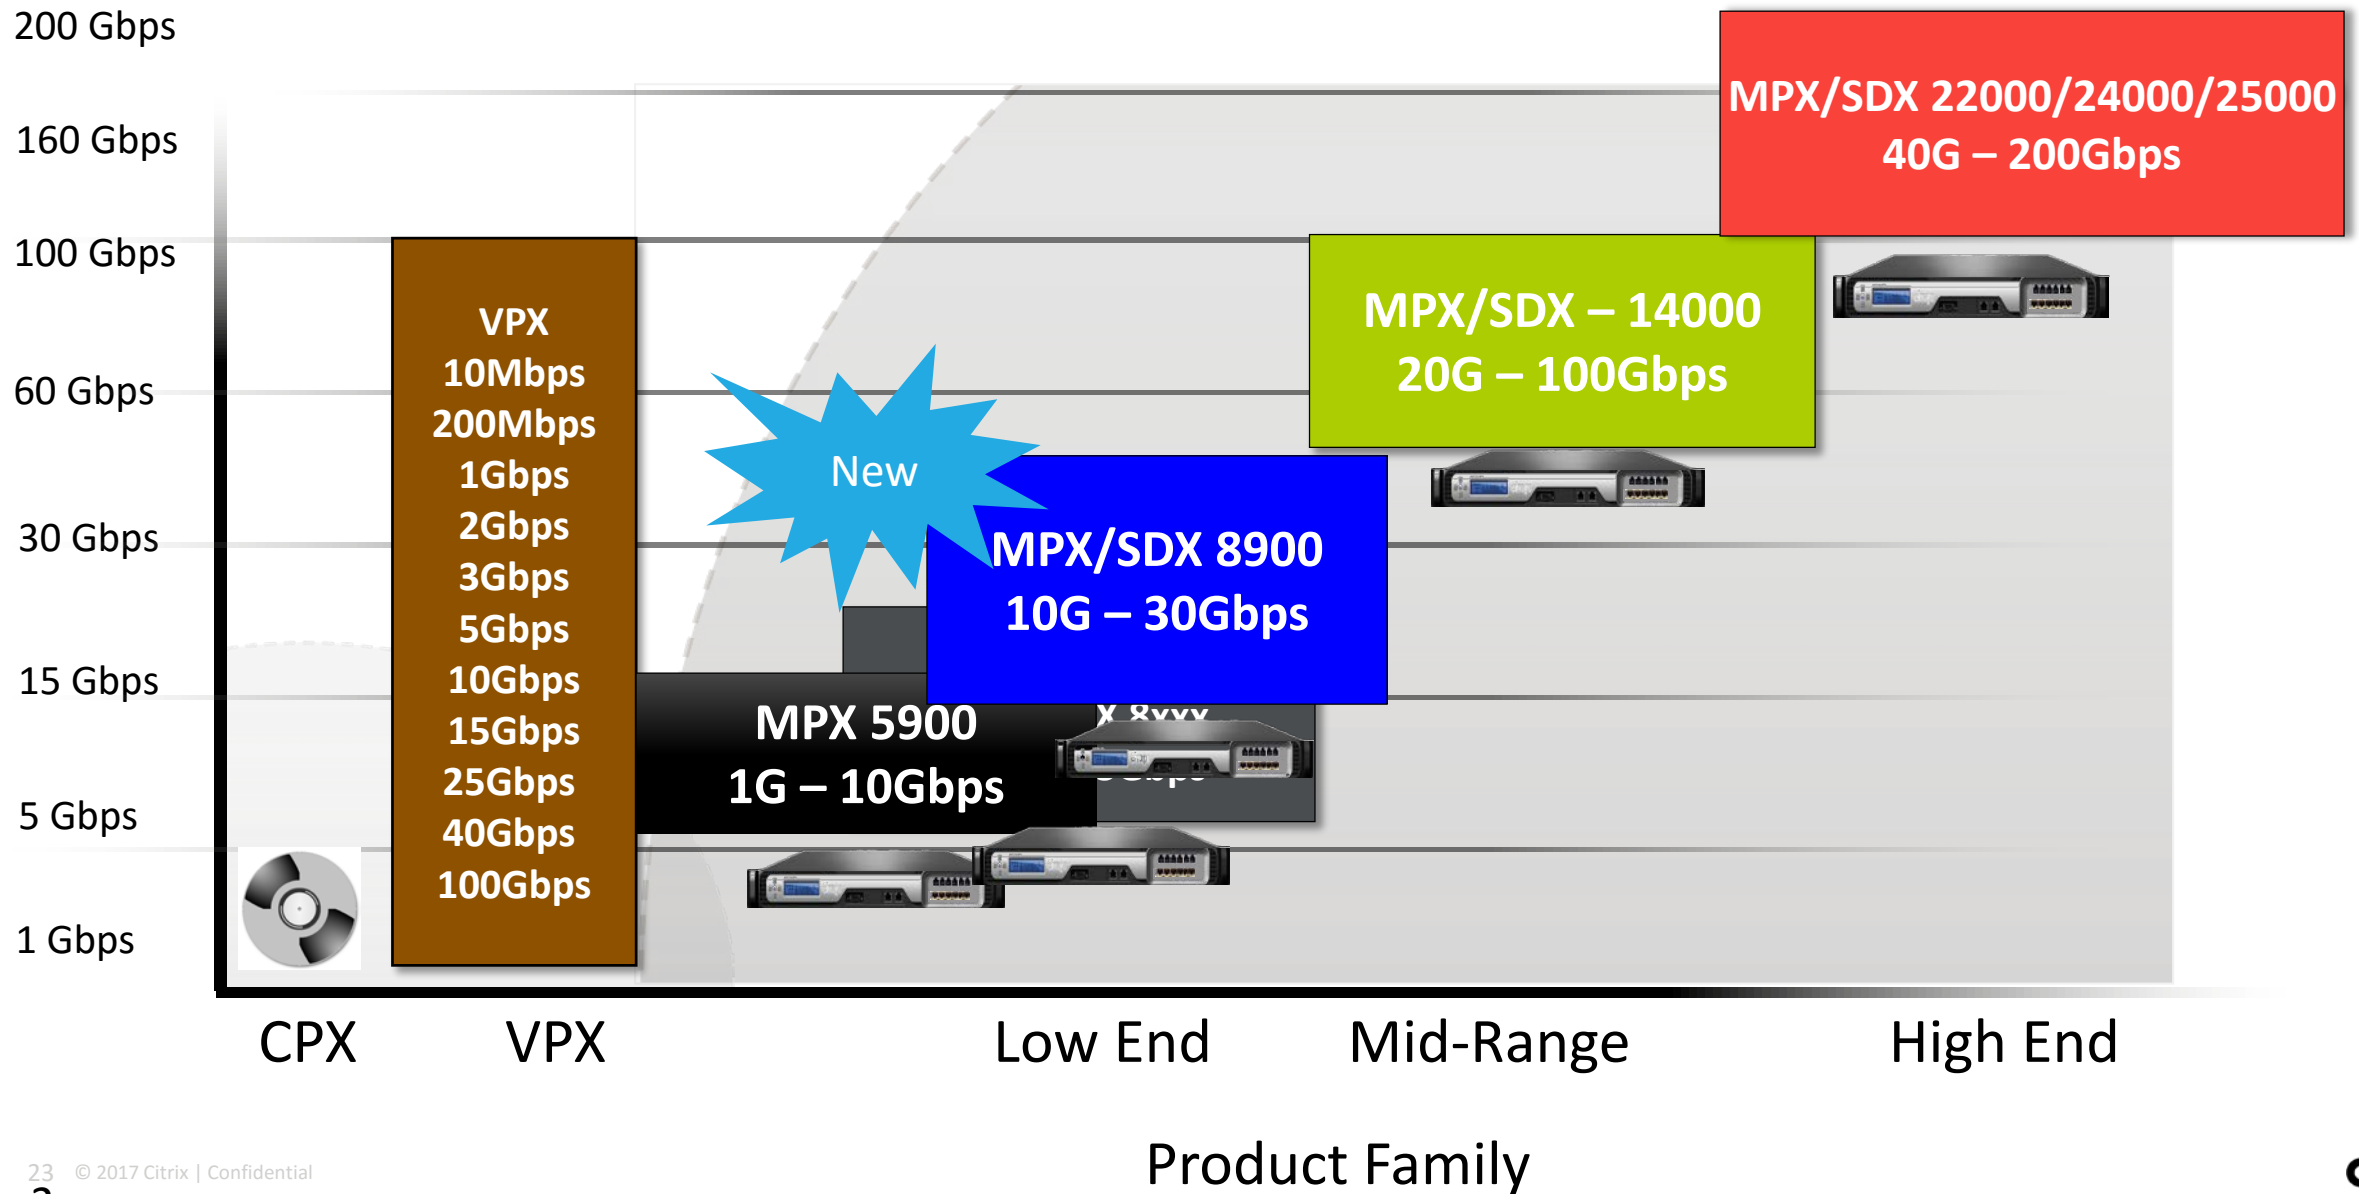 200 Gbps
160 Gbps
100 Gbps
60 Gbps
30 Gbps
15 Gbps
5 Gbps
1 Gbps
VPX
10Mbps
200Mbps
1Gbps
2Gbps
3Gbps
5Gbps
10Gbps
15Gbps
25Gbps
40Gbps
100Gbps
New
MPX 5900
1G – 10Gbps
X 8xxx
MPX/SDX 8900
10G – 30Gbps
MPX/SDX – 14000
20G – 100Gbps
MPX/SDX 22000/24000/25000
40G – 200Gbps
CPX
VPX
Low End
Mid-Range
High End
Product Family
23 © 2017 Citrix | Confidential